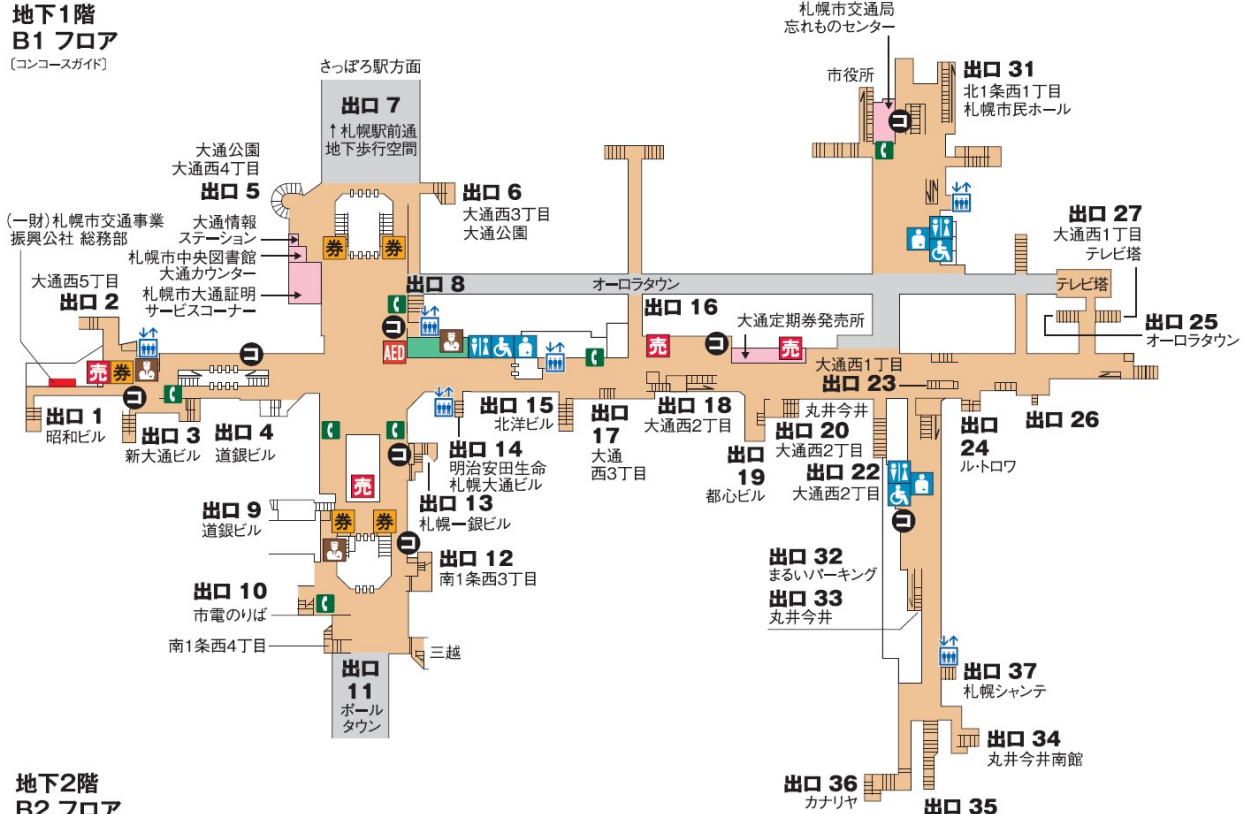 地下1階
B1 フロア
〔コンコースガイド〕
札幌市交通局
忘れものセンター
さっぽろ駅方面
出口 7
↑札幌駅前通
地下歩行空間
市役所
出口 31
北1条西1丁目
札幌市民ホール
コ
大通公園
大通西4丁目
出口 5
出口 6
大通西3丁目
大通公園
(一財)札幌市交通事業
振興公社 総務部
大通情報
ステーション
札幌市中央図書館
大通カウンター
札幌市大通証明
サービスコーナー
券
券
出口 27
大通西1丁目
テレビ塔
大通西5丁目
出口 2
出口 8
オーロラタウン
テレビ塔
出口 16
大通定期券発売所
出口 25
オーロラタウン
コ
コ
AED
売
コ
売
大通西1丁目
出口 23
売
券
コ
出口 1
昭和ビル
出口 3
新大通ビル
出口 4
道銀ビル
出口 15
北洋ビル
出口
17
大通
西3丁目
出口 18
大通西2丁目
丸井今井
出口 20
大通西2丁目
出口
19
都心ビル
出口 22
大通西2丁目
出口
24
ル・トロワ
出口 26
出口 14
明治安田生命
札幌大通ビル
コ
売
出口 13
札幌一銀ビル
出口 9
道銀ビル
券
券
コ
コ
出口 12
南1条西3丁目
出口 32
まるいパーキング
出口 33
丸井今井
出口 10
市電のりば
南1条西4丁目
三越
出口
11
ポール
タウン
出口 37
札幌シャンテ
出口 34
丸井今井南館
出口 36
カナリヤ
出口 35
地下2階
B2 フロア